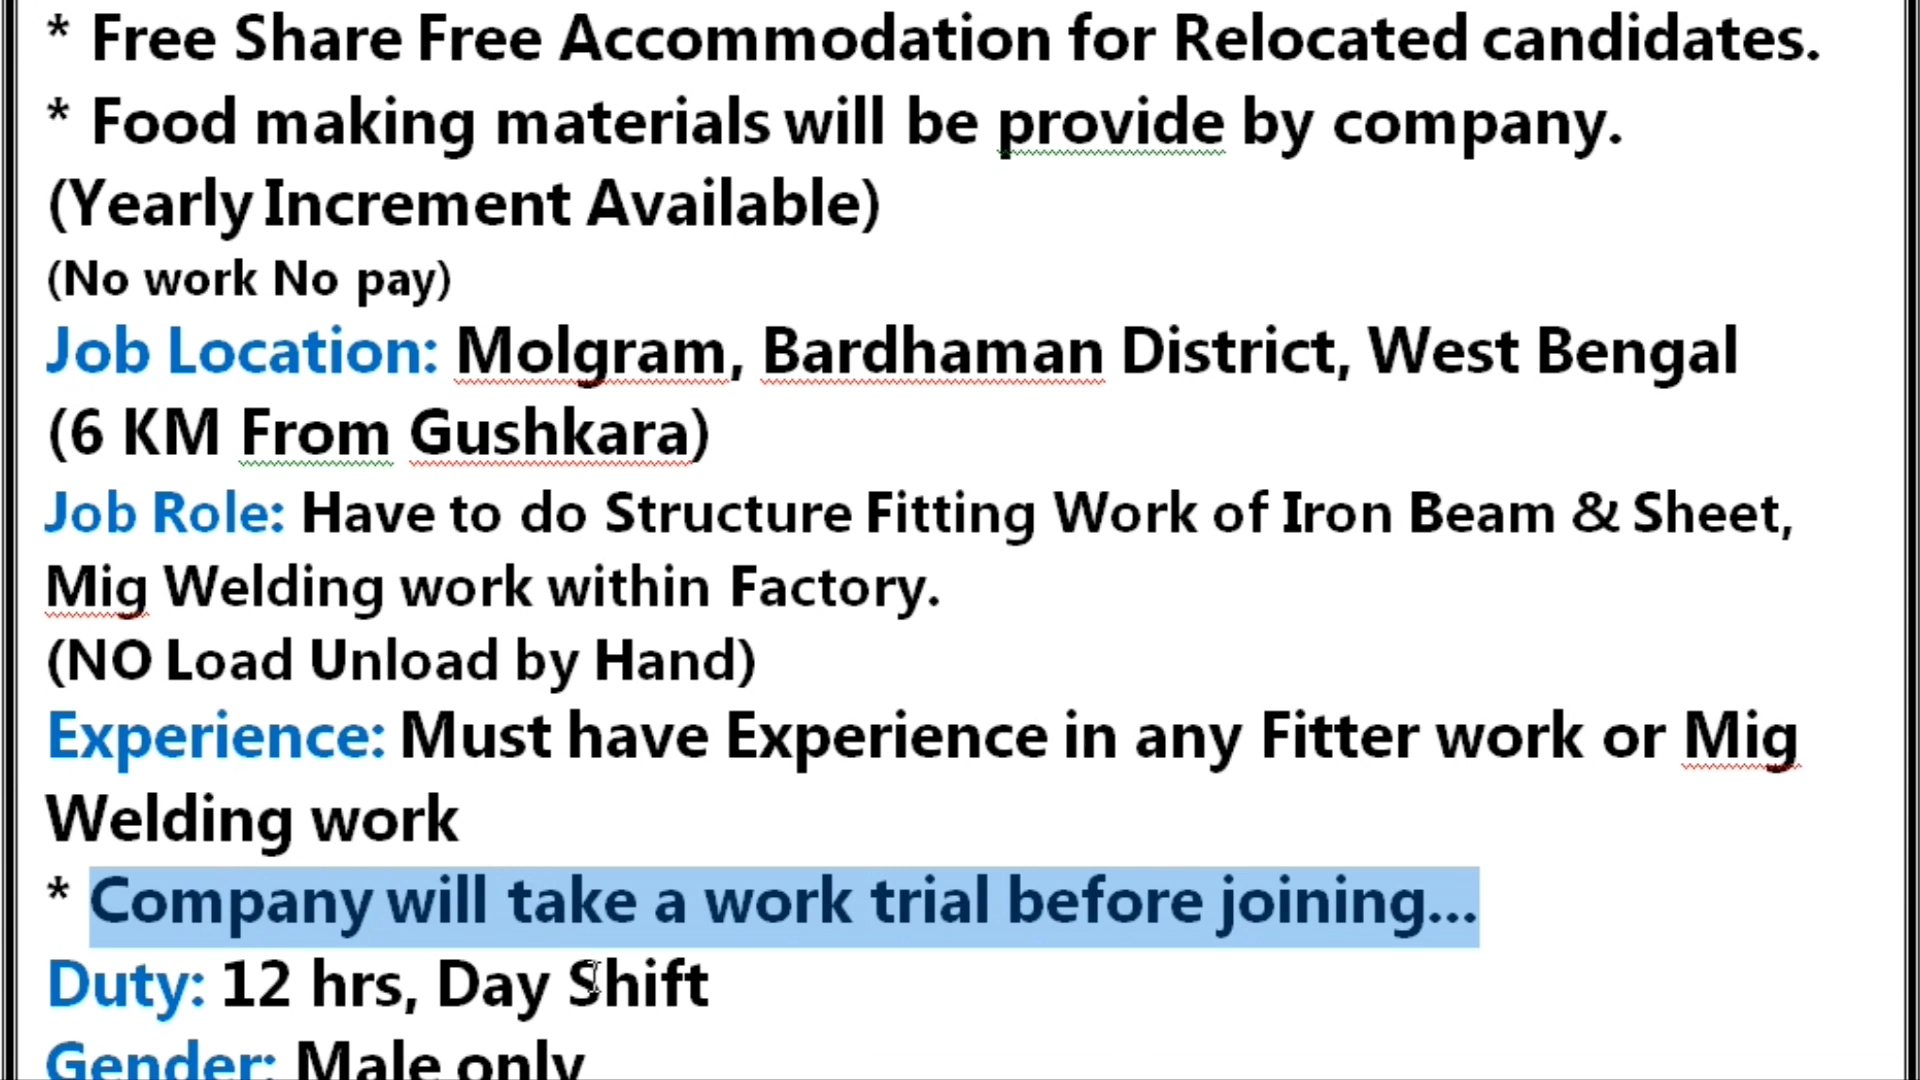 * Free Share Free Accommodation for Relocated candidates.
* Food making materials will be provide by company.
(Yearly Increment Available)
(No work No pay)
Job Location: Molgram, Bardhaman District, West Bengal
(6 KM From Gushkara)
Job Role: Have to do Structure Fitting Work of Iron Beam & Sheet,
Mig Welding work within Factory.
(NO Load Unload by Hand)
Experience: Must have Experience in any Fitter work or Mig
Welding work
* Company will take a work trial before joining...
Duty: 12 hrs, Day Shift
Gender: Male only